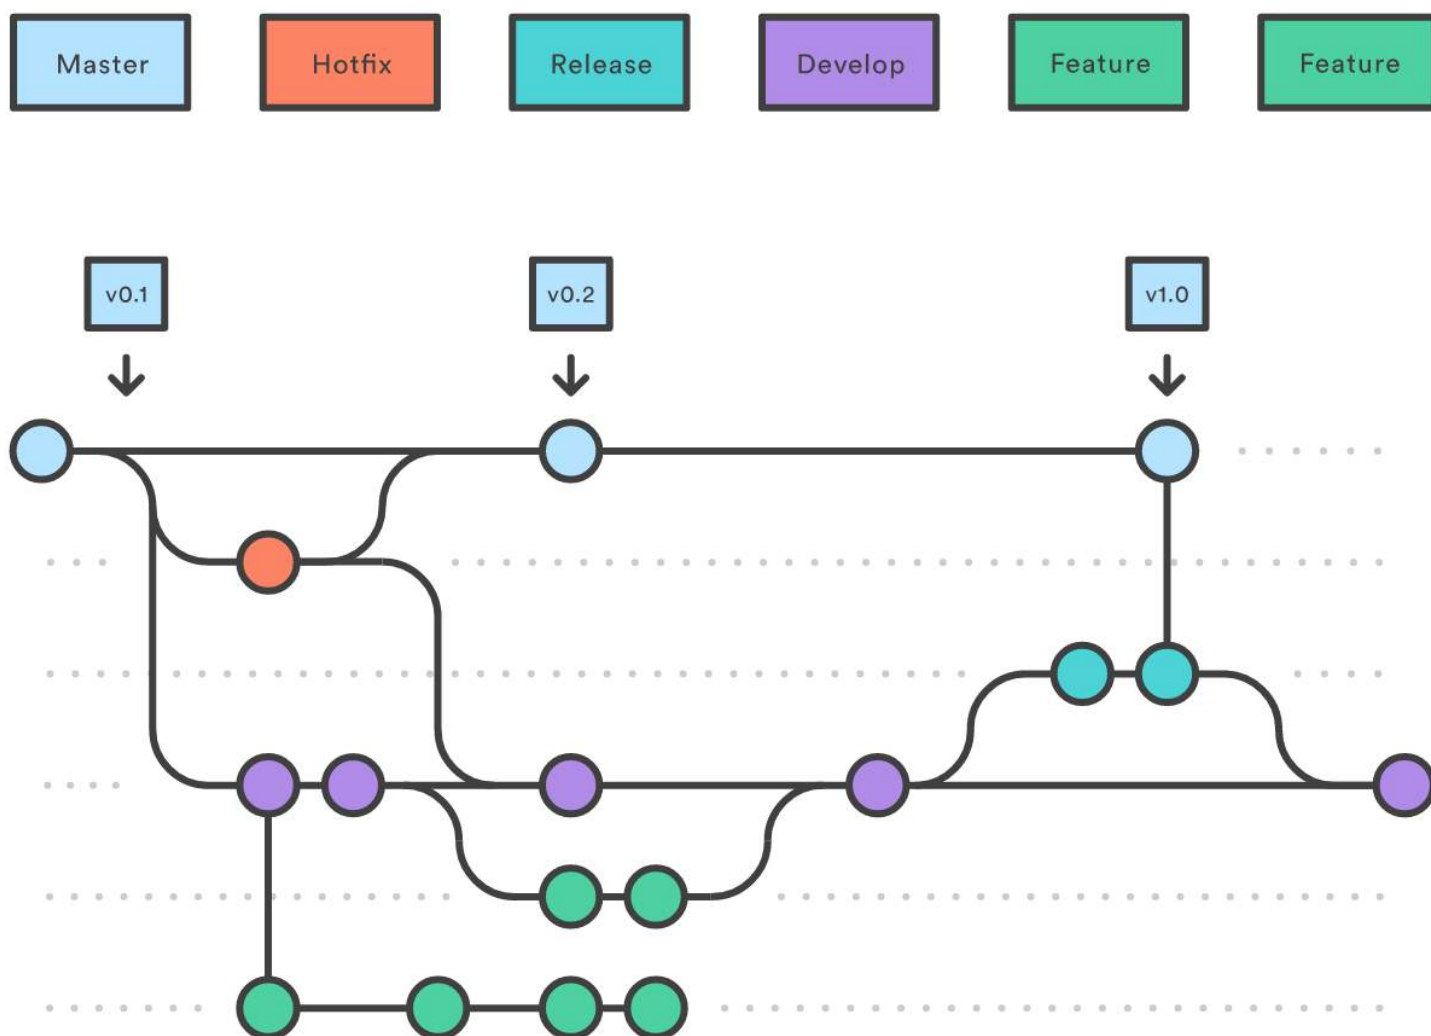 Master
Hotfix
Release
Develop
Feature
Feature
v0.1
v0.2
v1.0